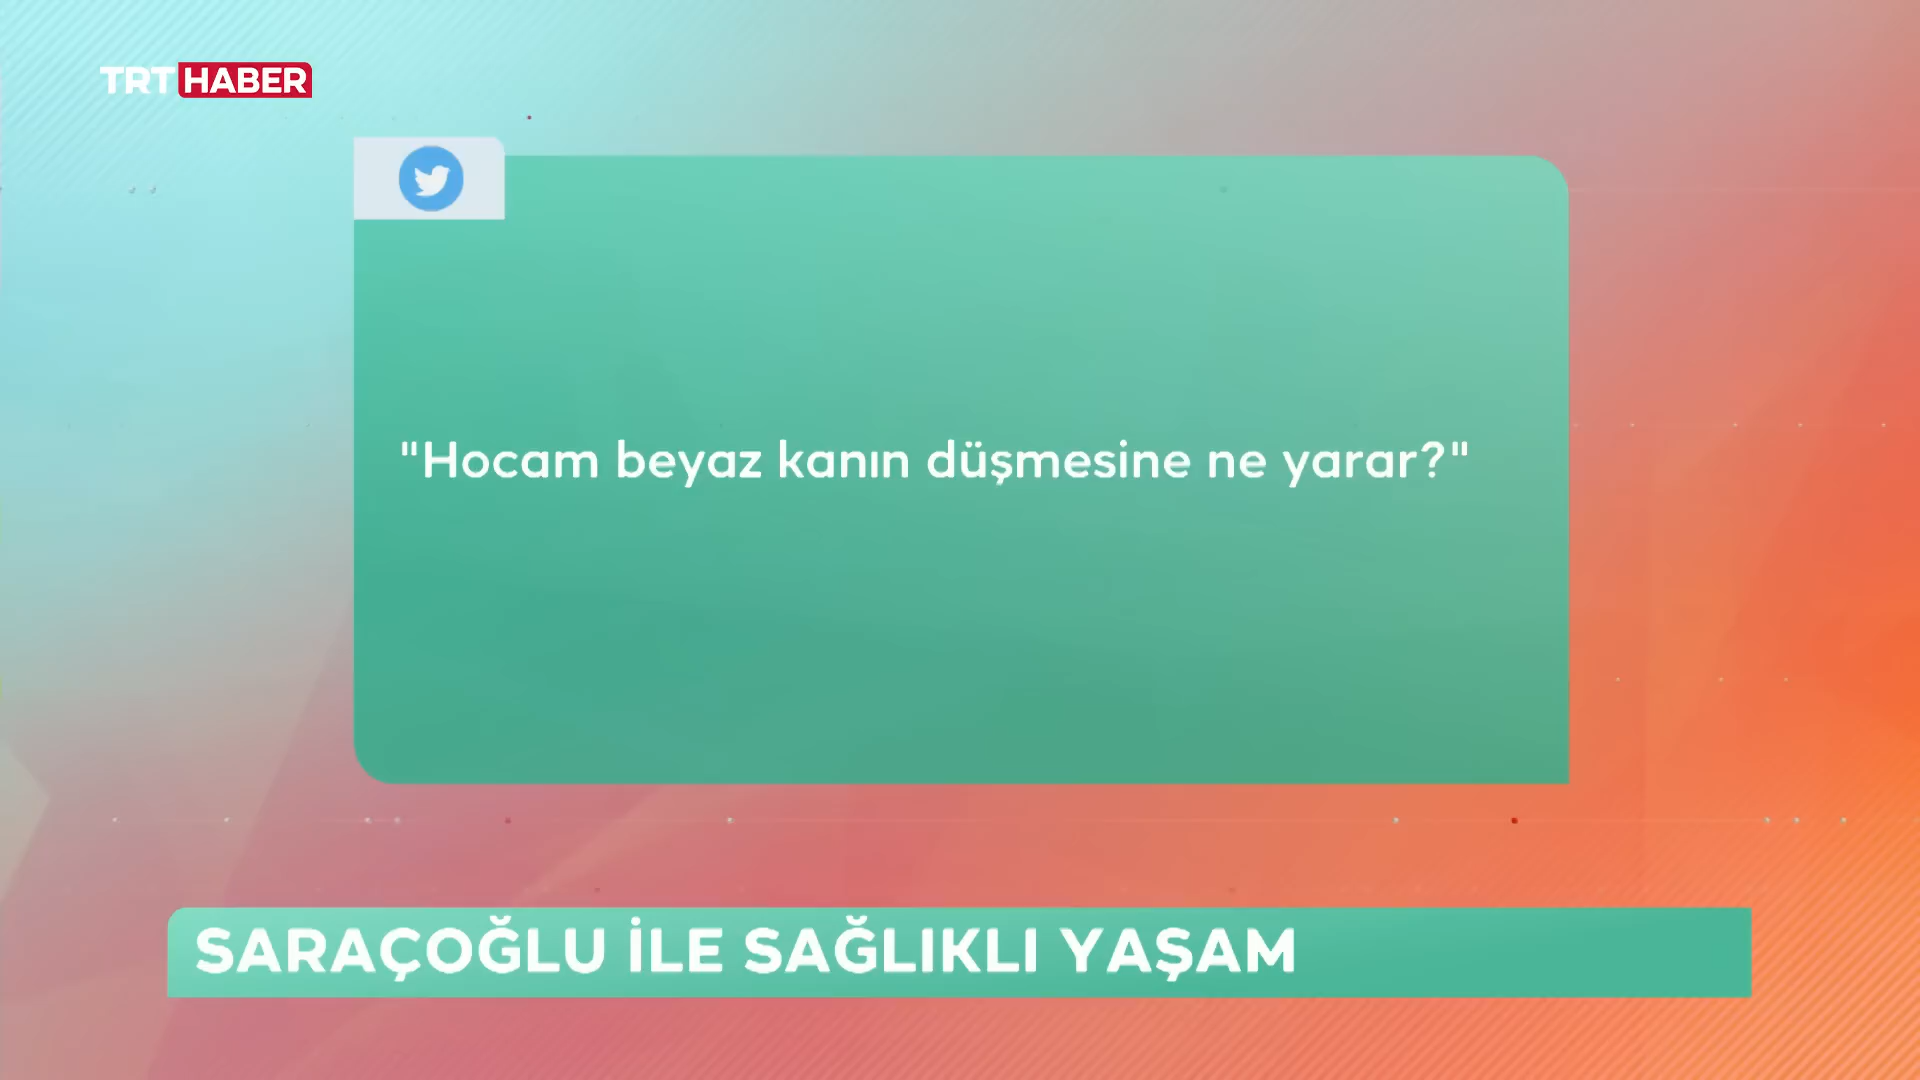 TRT HABER
"Hocam beyaz kanın düşmesine ne yarar?"
SARAÇOĞLU İLE SAĞLIKLI YAŞAM